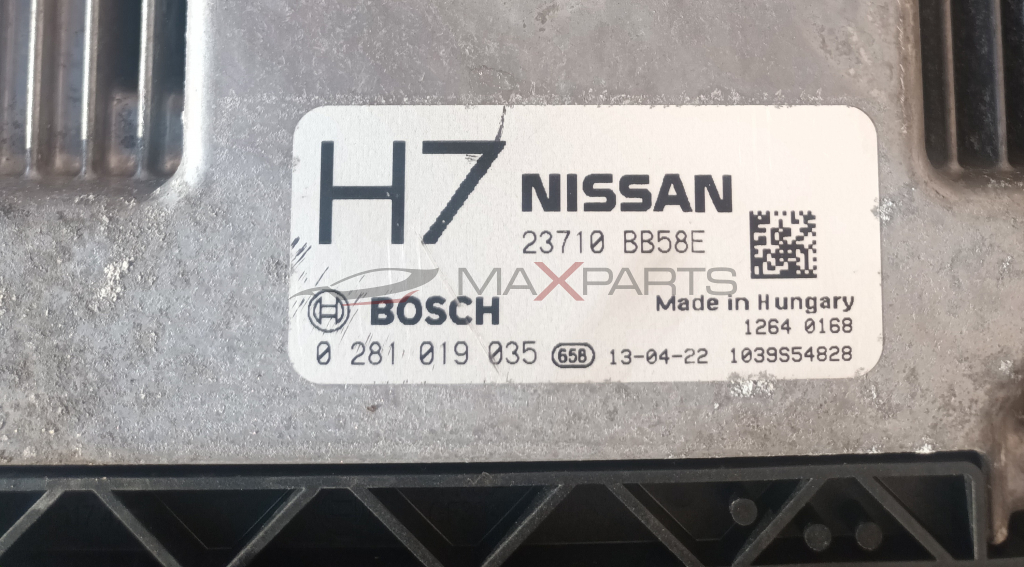 H7
NISSAN
23710 BB58E
MAXPARTS
BOSCH
Made in Hungary
1264 0168
0 281 019 035 658 13-04-22 1039S54828